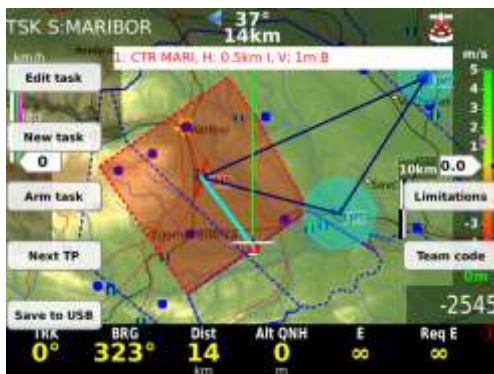 TSK S:MARIBOR
37°
14km
1: CTR MARI, H: 0.5km I, V: 1m B
km/h
m/s
Edit task
New task
0
10km
0.0
Arm task
Limitations
Next TP
Team code
Save to USB
-2545
TRK
BRG
Dist
Alt QNH
E
Req E
0°
323°
14
0
∞
∞
km
m